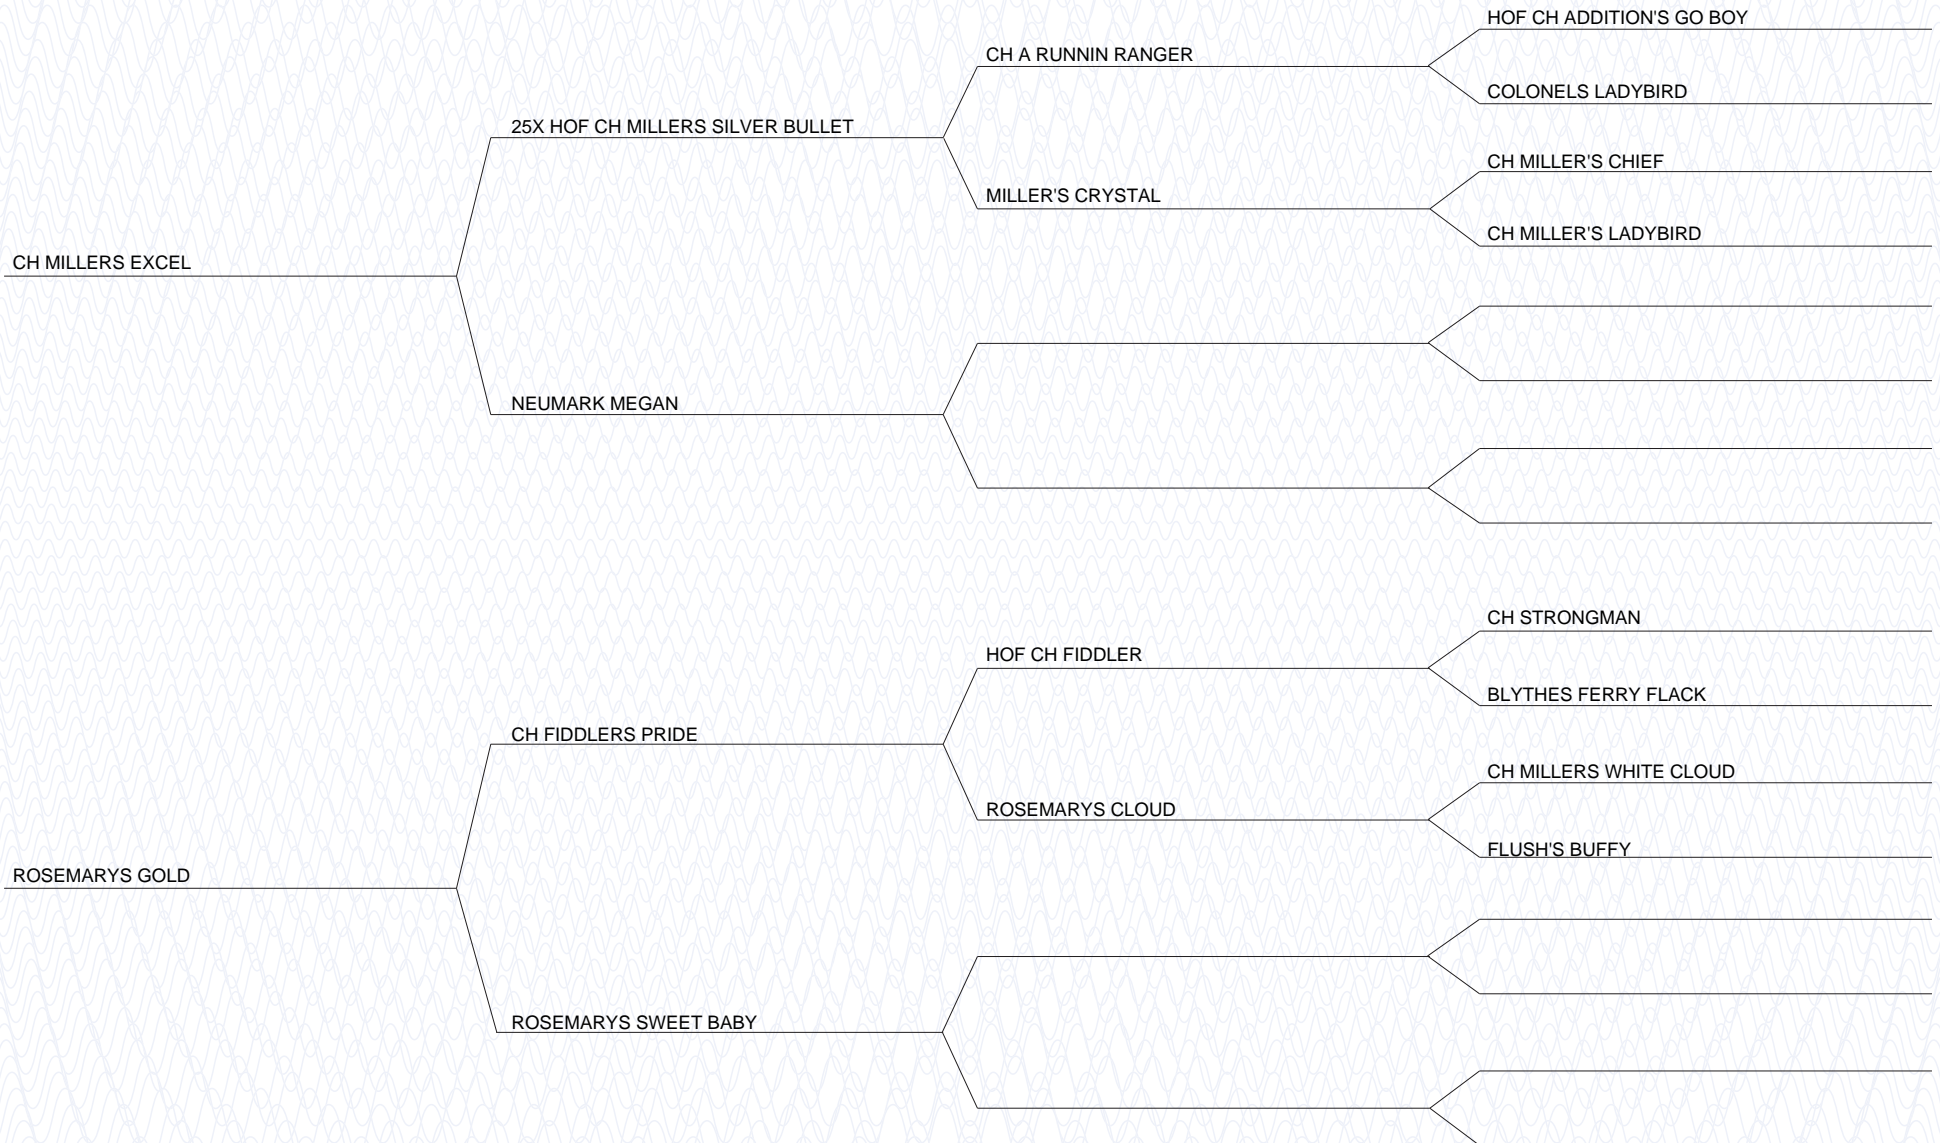 HOF CH ADDITION'S GO BOY
CH A RUNNIN RANGER
COLONELS LADYBIRD
25X HOF CH MILLERS SILVER BULLET
CH MILLER'S CHIEF
MILLER'S CRYSTAL
CH MILLER'S LADYBIRD
CH MILLERS EXCEL
NEUMARK MEGAN
CH STRONGMAN
HOF CH FIDDLER
BLYTHES FERRY FLACK
CH FIDDLERS PRIDE
CH MILLERS WHITE CLOUD
ROSEMARYS CLOUD
FLUSH'S BUFFY
ROSEMARYS GOLD
ROSEMARYS SWEET BABY